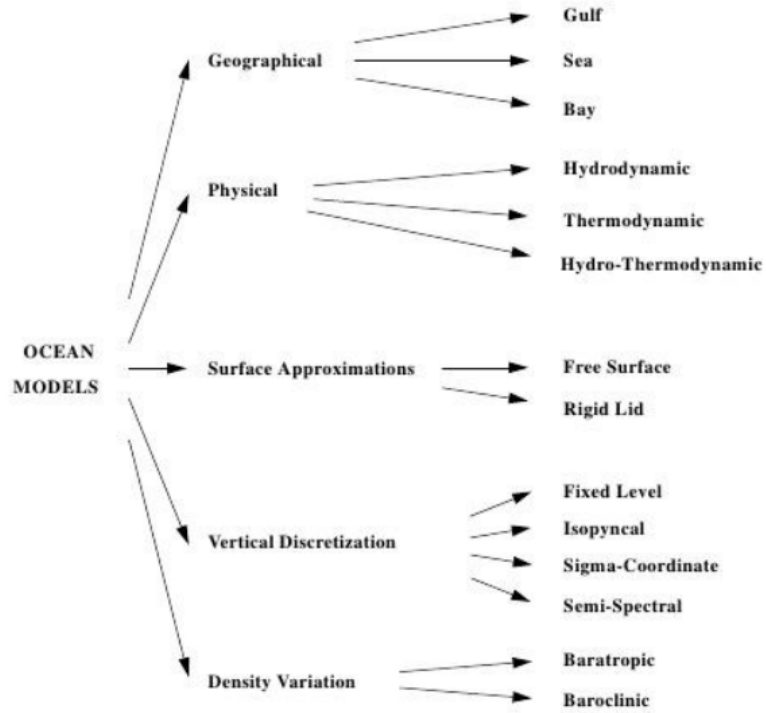 OCEAN
MODELS
Geographical
Gulf
Sea
Bay
Physical
Hydrodynamic
Thermodynamic
Hydro-Thermodynamic
Surface Approximations
Free Surface
Rigid Lid
Vertical Discretization
Fixed Level
Isopyncal
Sigma-Coordinate
Semi-Spectral
Density Variation
Baratropic
Baroclinic